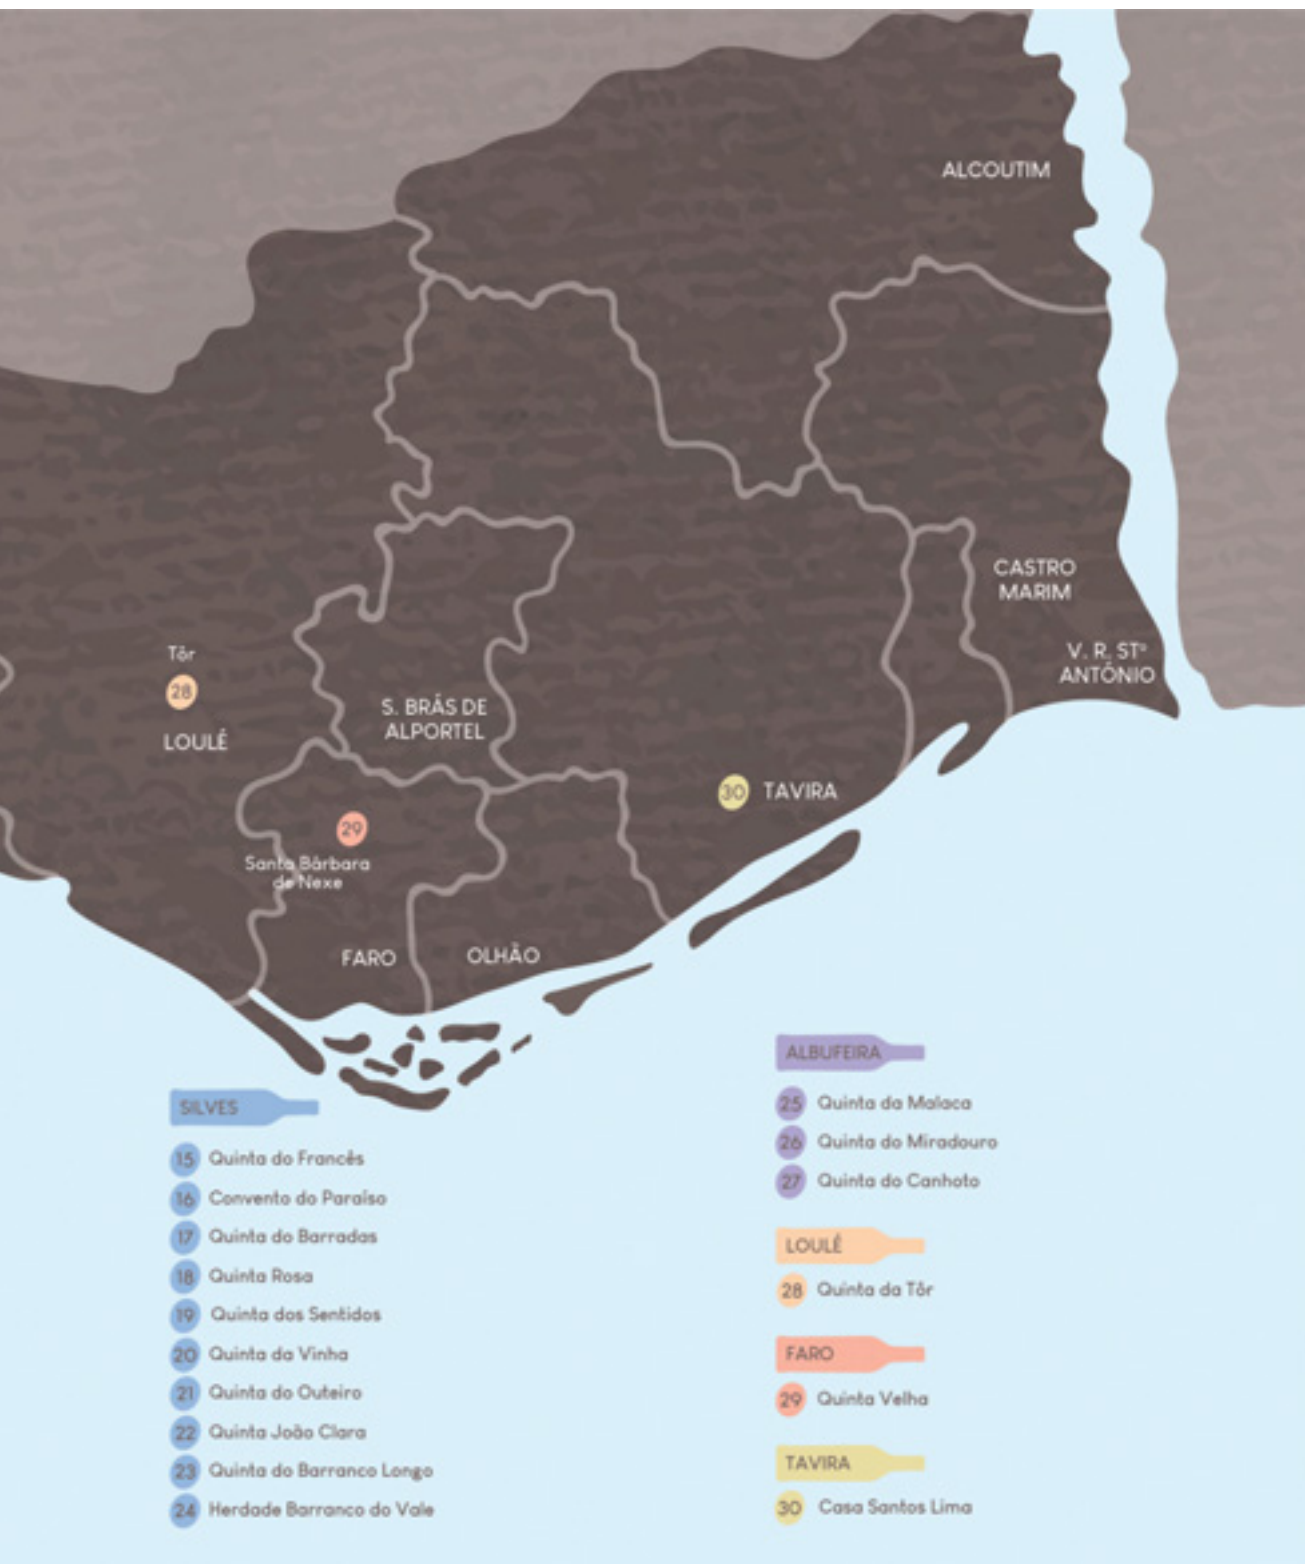 ALCOUTIM
CASTRO
MARIM
V. R. STº
ANTÓNIO
Tôr
28
LOULÉ
S. BRÁS DE
ALPORTEL
30 TAVIRA
29
Santa Bárbara
de Nexe
FARO
OLHÃO
SILVES
15 Quinta do Francês
16 Convento do Paraíso
17 Quinta do Barradas
18 Quinta Rosa
19 Quinta dos Sentidos
20 Quinta da Vinha
21 Quinta do Outeiro
22 Quinta João Clara
23 Quinta do Barranco Longo
24 Herdade Barranco do Vale
ALBUFEIRA
25 Quinta da Malaca
26 Quinta do Miradouro
27 Quinta do Canhoto
LOULÉ
28 Quinta da Tôr
FARO
29 Quinta Velha
TAVIRA
30 Casa Santos Lima